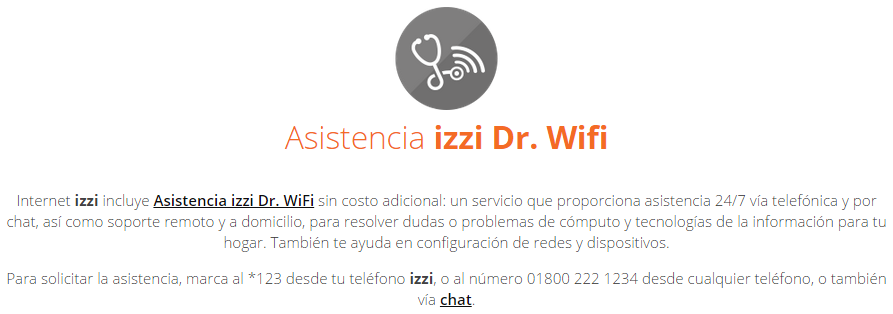 Asistencia izzi Dr. Wifi
Internet izzi incluye Asistencia izzi Dr. WiFi sin costo adicional: un servicio que proporciona asistencia 24/7 vía telefónica y por
chat, así como soporte remoto y a domicilio, para resolver dudas o problemas de cómputo y tecnologías de la información para tu
hogar. También te ayuda en configuración de redes y dispositivos.
Para solicitar la asistencia, marca al *123 desde tu teléfono izzi, o al número 01800 222 1234 desde cualquier teléfono, o también
vía chat.